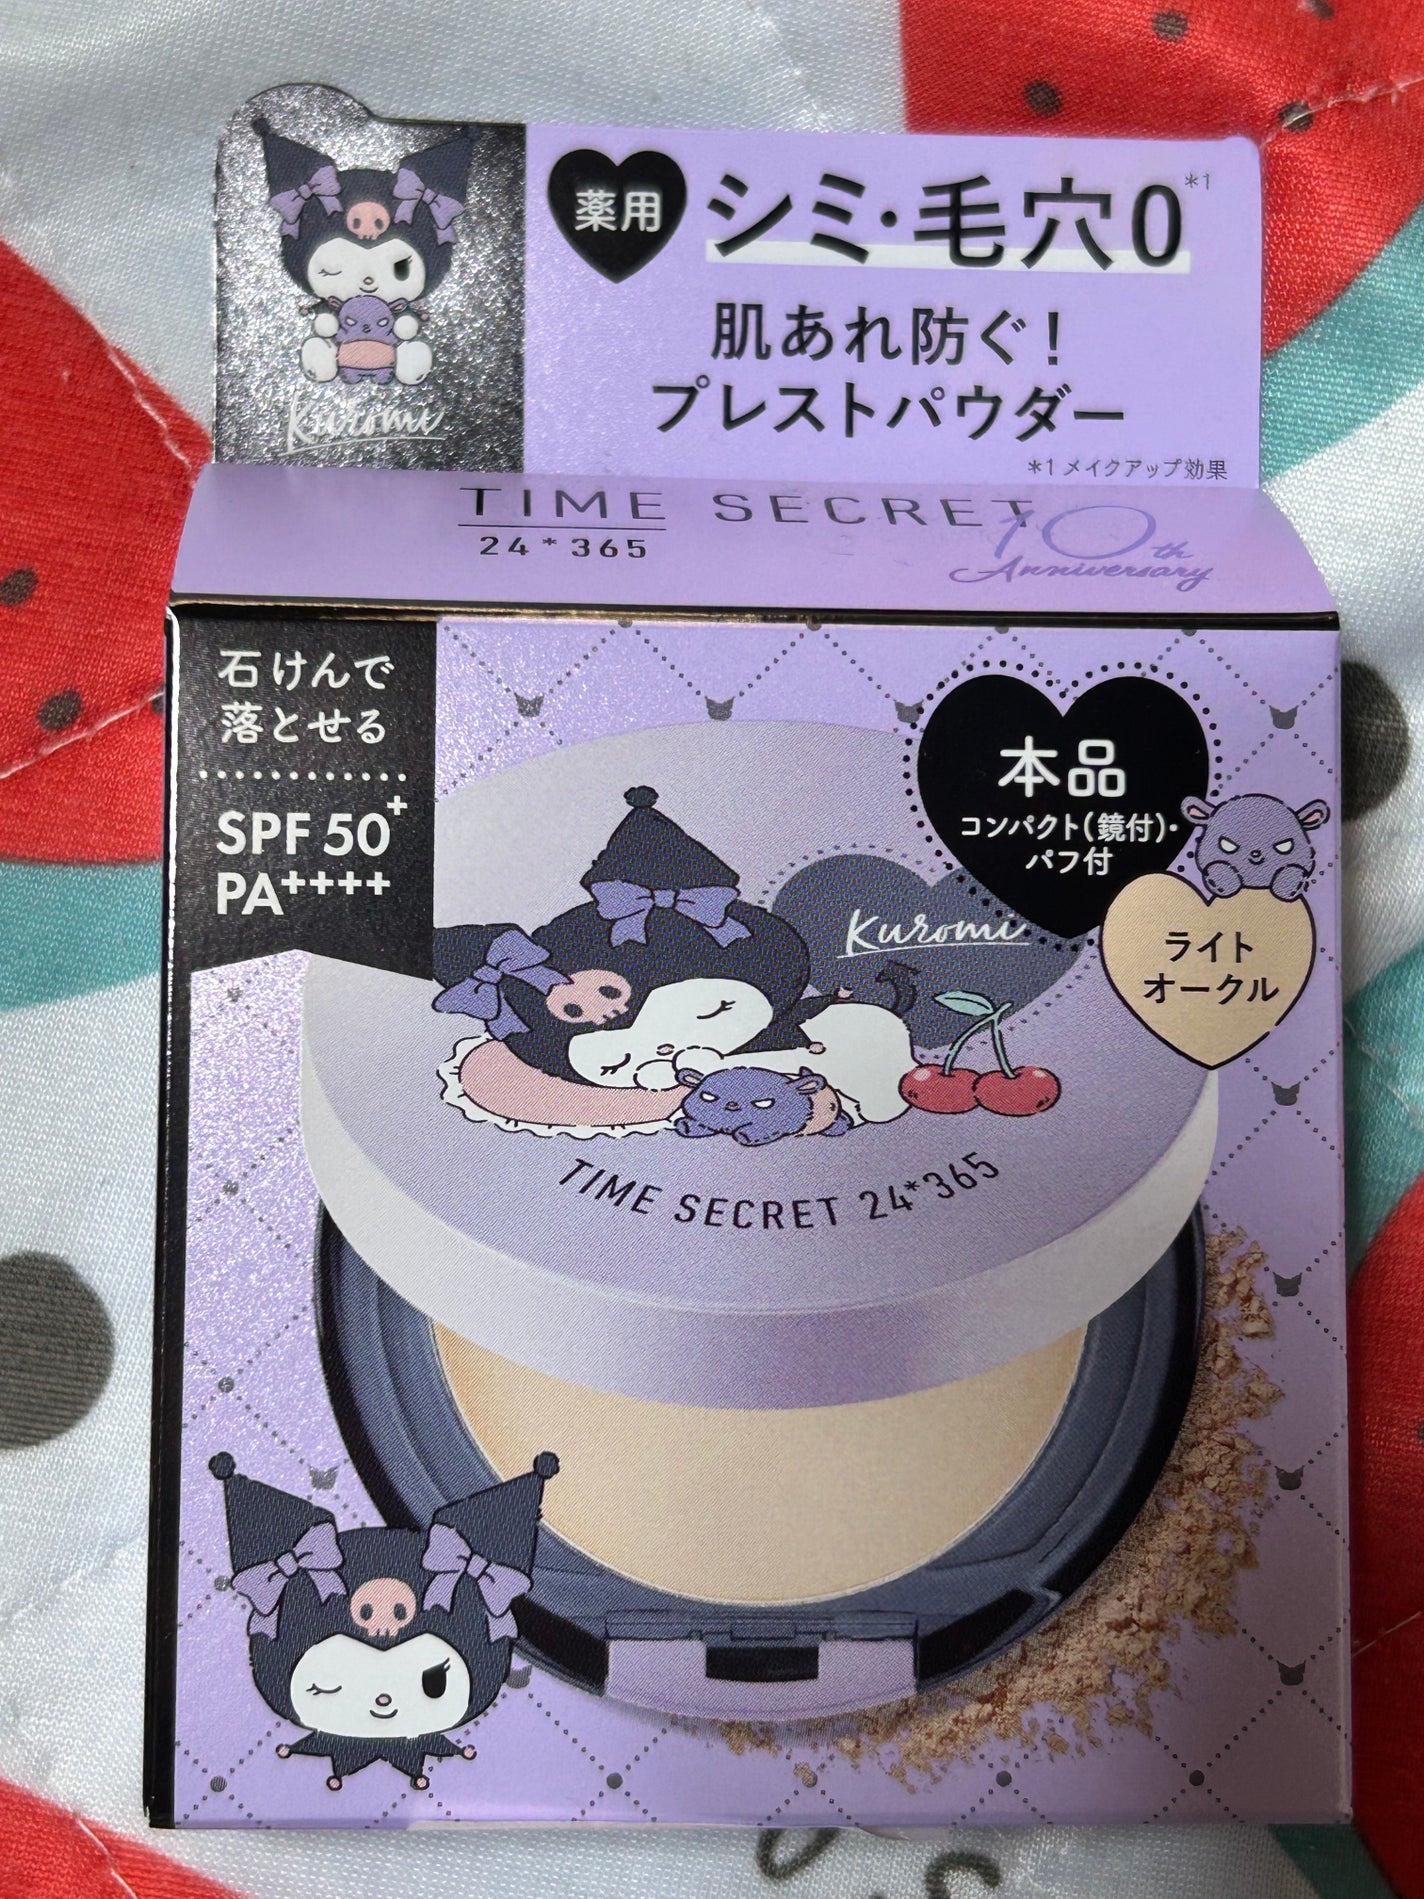 Kuromi
薬用
シミ・毛穴0*1
肌あれ防ぐ!
プレストパウダー
*1 メイクアップ効果
TIME SECRET
24*365
10th
Anniversary
石けんで
落とせる
SPF 50+
PA++++
本品
コンパクト(鏡付)・
パフ付
ライト
オークル
Kuromi
TIME SECRET 24*365